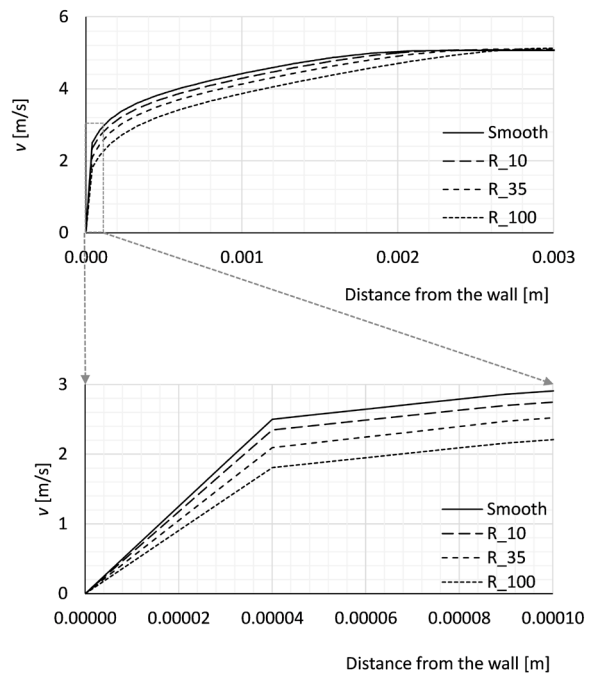 6
4
2
0
v [m/s]
Smooth
R_10
R_35
R_100
0.000 0.001 0.002 0.003
Distance from the wall [m]
3
2
1
0
v [m/s]
Smooth
R_10
R_35
R_100
0.00000 0.00002 0.00004 0.00006 0.00008 0.00010
Distance from the wall [m]